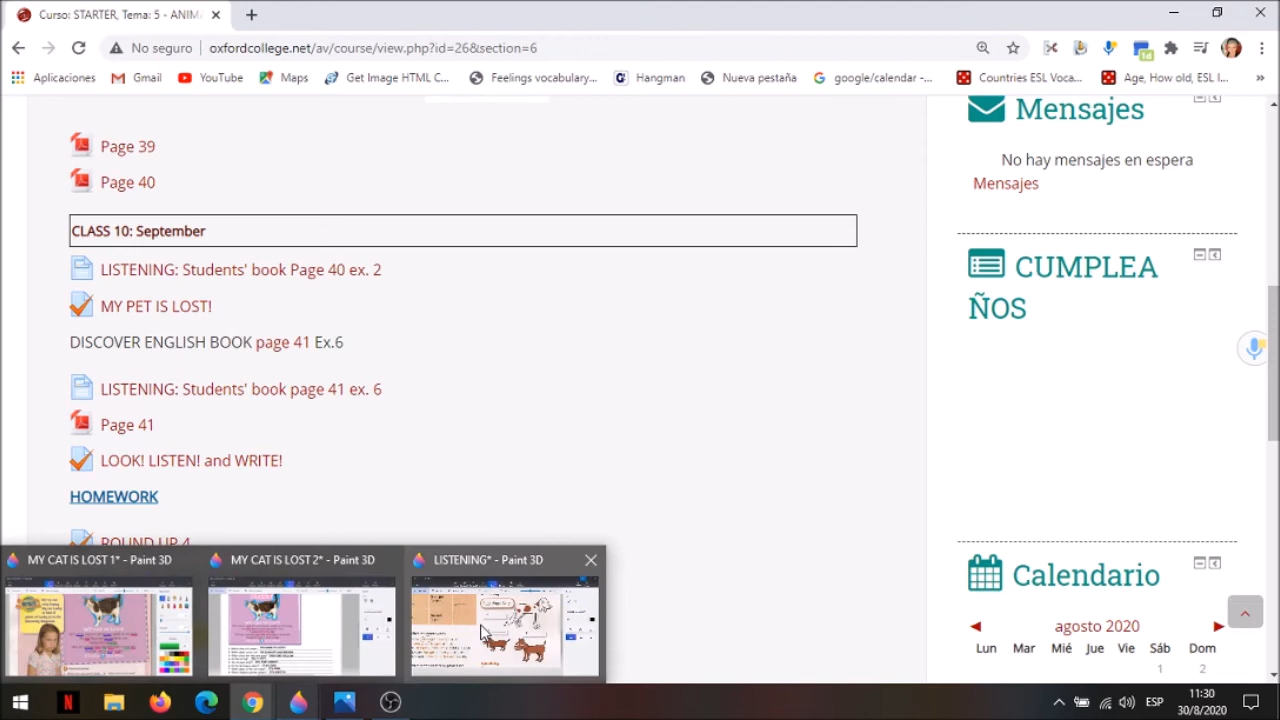 Curso: STARTER, Tema: 5 - ANIMA
No seguro
oxfordcollege.net/av/course/view.php?id=26&section=6
Aplicaciones
Gmail
YouTube
Maps
Get Image HTML C...
Feelings vocabulary...
Hangman
Nueva pestaña
google/calendar -...
Countries ESL Voca...
Age, How old, ESL I...
»
Page 39
Page 40
CLASS 10: September
LISTENING: Students' book Page 40 ex. 2
MY PET IS LOST!
DISCOVER ENGLISH BOOK page 41 Ex.6
LISTENING: Students' book page 41 ex. 6
Page 41
LOOK! LISTEN! and WRITE!
HOMEWORK
ROUND UP 4
Mensajes
No hay mensajes en espera
Mensajes
CUMPLEA
ÑOS
Calendario
agosto 2020
Lun Mar Mié Jue Vie Sáb Dom
1 2
MY CAT IS LOST 1* - Paint 3D
MY CAT IS LOST 2* - Paint 3D
LISTENING* - Paint 3D
ESP
11:30
30/8/2020